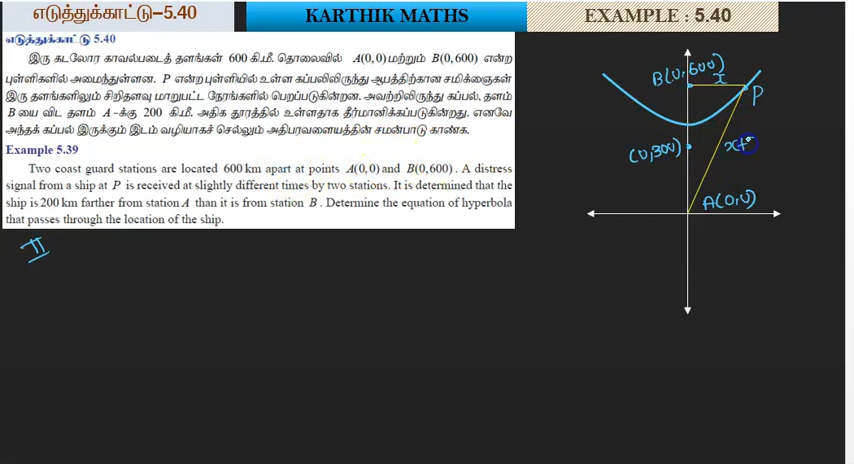 எடுத்துக்காட்டு–5.40
KARTHIK MATHS
EXAMPLE : 5.40
எடுத்துக்காட்டு 5.40
இரு கடலோர காவல்படைத் தளங்கள் 600 கி.மீ. தொலைவில் A(0,0) மற்றும் B(0,600) என்ற
புள்ளிகளில் அமைந்துள்ளன. P என்ற புள்ளியில் உள்ள கப்பலிலிருந்து ஆபத்திற்கான சமிக்ஞைகள்
இரு தளங்களிலும் சிறிதளவு மாறுபட்ட நேரங்களில் பெறப்படுகின்றன. அவற்றிலிருந்து கப்பல், தளம்
B யை விட தளம் A-க்கு 200 கி.மீ. அதிக தூரத்தில் உள்ளதாக தீர்மானிக்கப்படுகிறது. எனவே
அந்தக் கப்பல் இருக்கும் இடம் வழியாகச் செல்லும் அதிபரவளையத்தின் சமன்பாடு காண்க.
Example 5.39
Two coast guard stations are located 600 km apart at points A(0,0) and B(0,600). A distress
signal from a ship at P is received at slightly different times by two stations. It is determined that the
ship is 200 km farther from station A than it is from station B. Determine the equation of hyperbola
that passes through the location of the ship.
II
B(0,600)
x
P
(0,300)
x+
A(0,0)